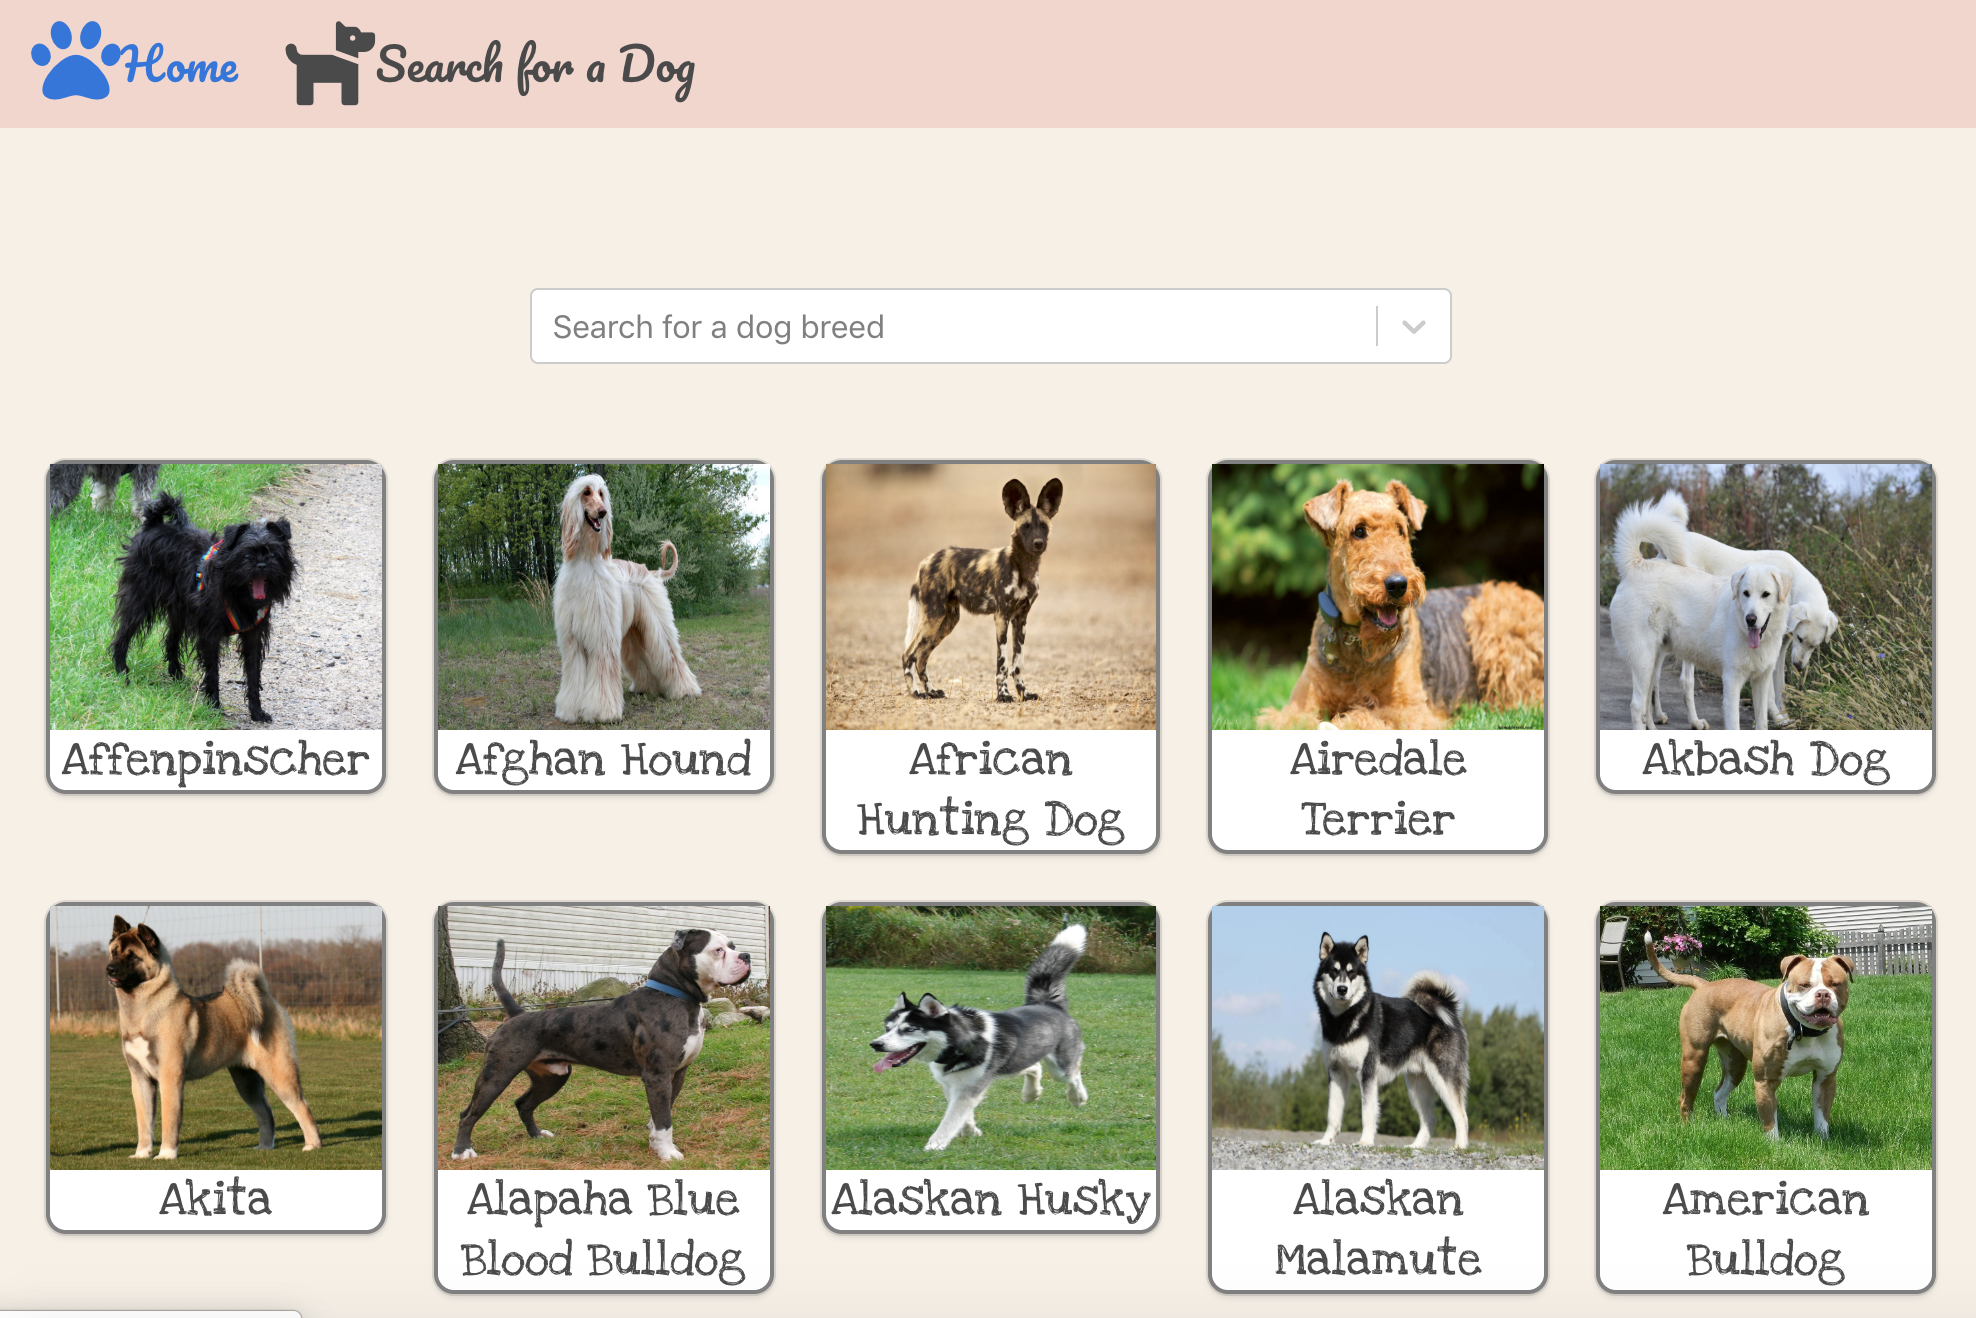 Home
Search for a Dog
Search for a dog breed
Affenpinscher
Afghan Hound
African
Hunting Dog
Airedale
Terrier
Akbash Dog
Akita
Alapaha Blue
Blood Bulldog
Alaskan Husky
Alaskan
Malamute
American
Bulldog